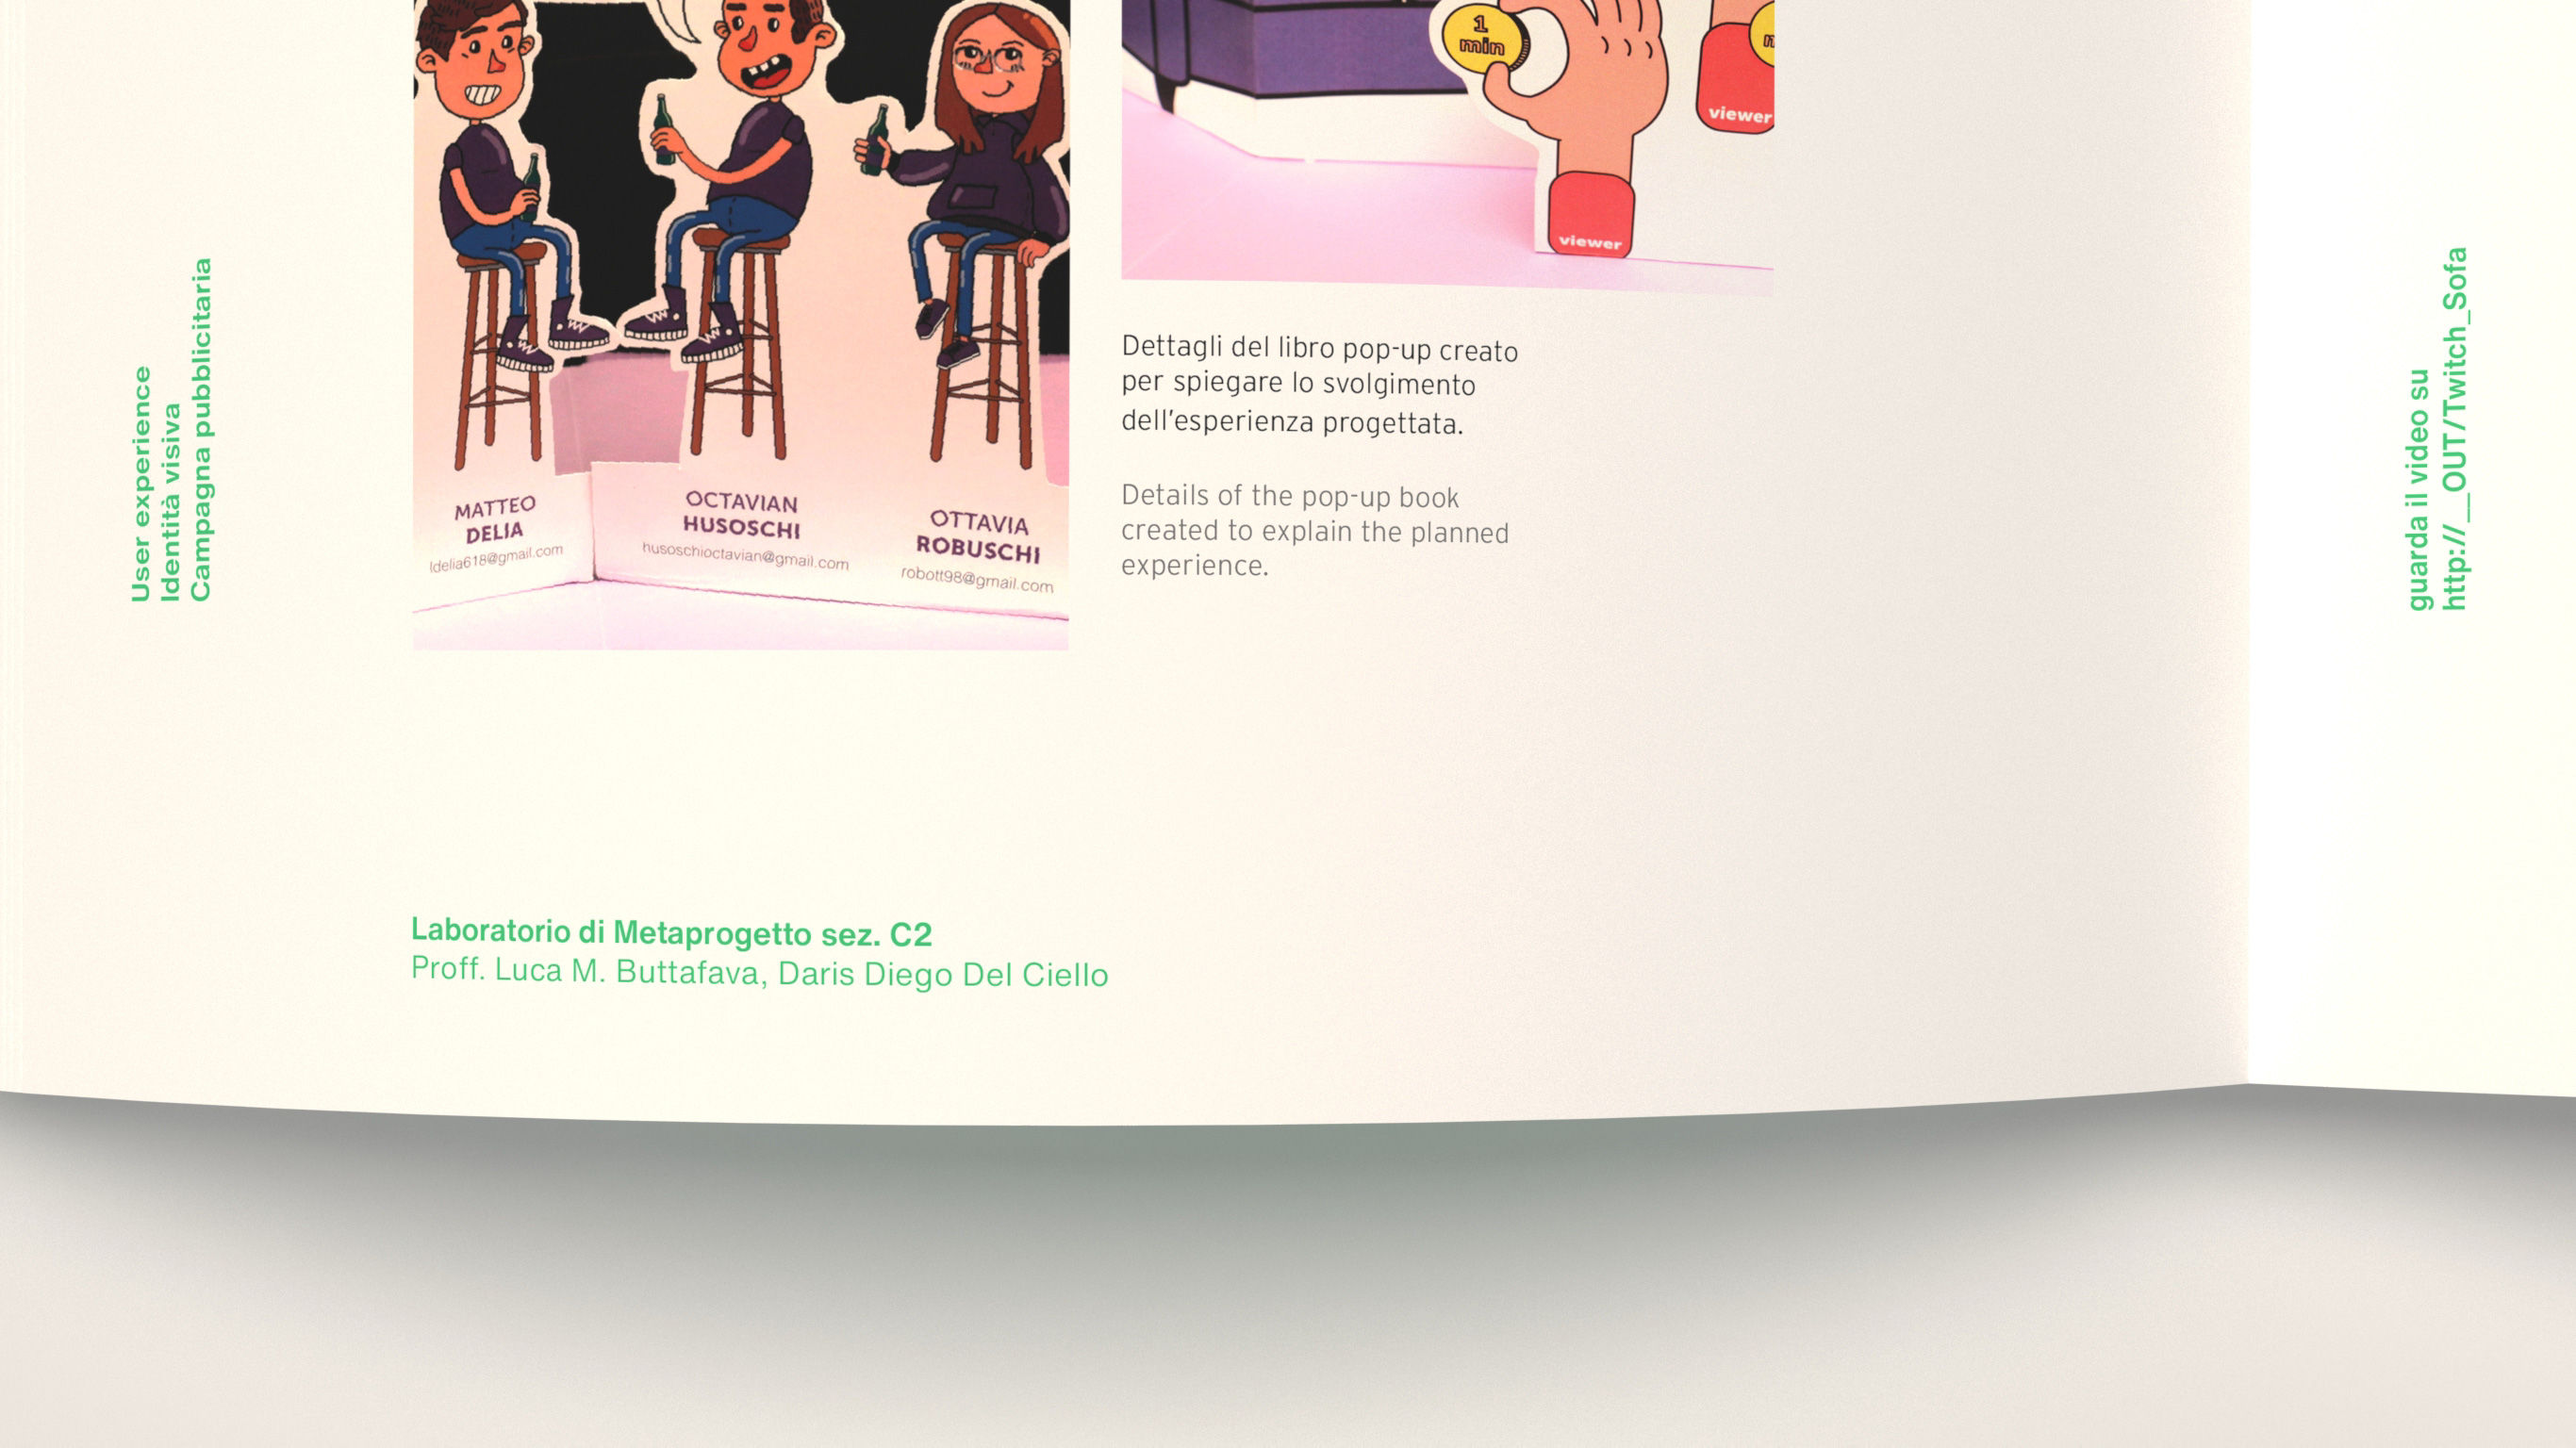 User experience
Identità visiva
Campagna pubblicitaria
MATTEO
DELIA
ldelia618@gmail.com
OCTAVIAN
HUSOSCHI
husoschioctavian@gmail.com
OTTAVIA
ROBUSCHI
robott98@gmail.com
1
min
viewer
viewer
Dettagli del libro pop-up creato
per spiegare lo svolgimento
dell'esperienza progettata.
Details of the pop-up book
created to explain the planned
experience.
Laboratorio di Metaprogetto sez. C2
Proff. Luca M. Buttafava, Daris Diego Del Ciello
guarda il video su
http://__OUT/Twitch_Sofa